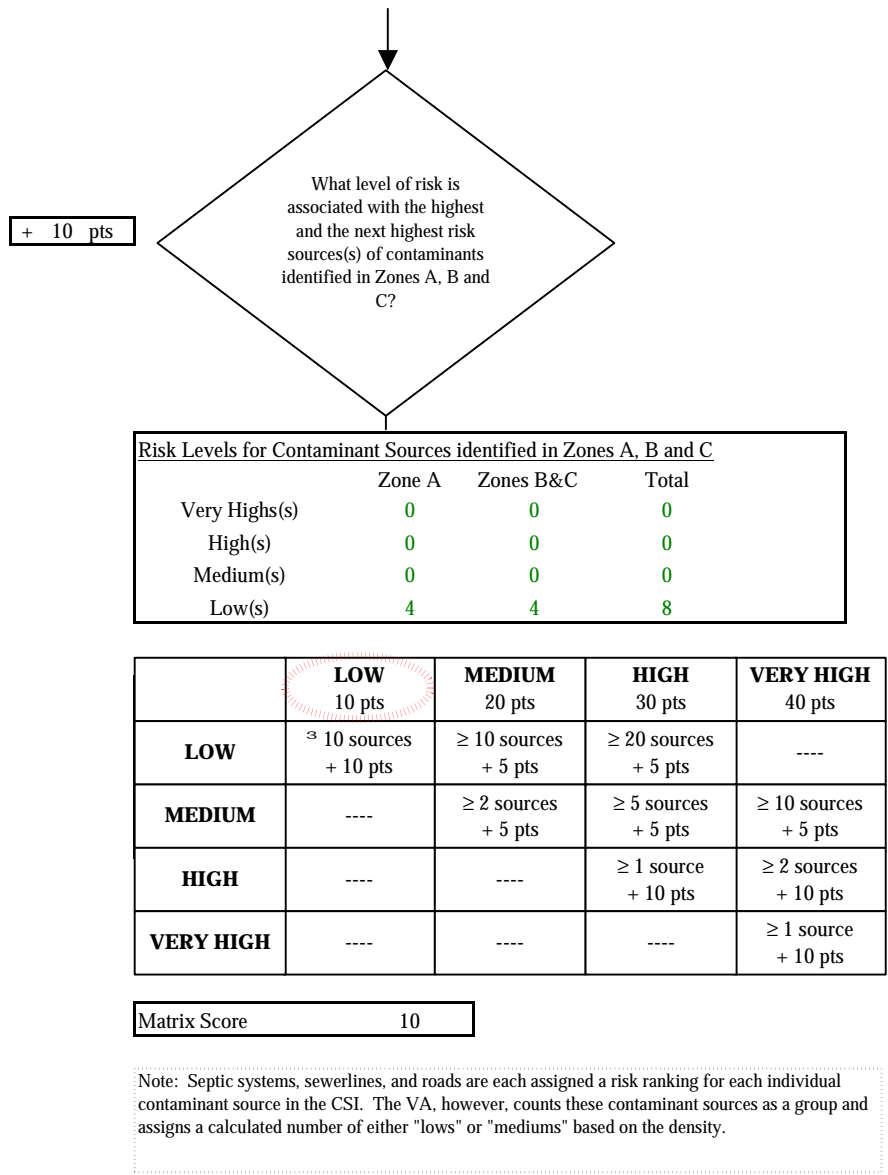 What level of risk is
associated with the highest
and the next highest risk
sources(s) of contaminants
identified in Zones A, B and
C?
+ 10 pts
Risk Levels for Contaminant Sources identified in Zones A, B and C
Zone A Zones B&C Total
Very Highs(s) 0 0 0
High(s) 0 0 0
Medium(s) 0 0 0
Low(s) 4 4 8
LOW MEDIUM HIGH VERY HIGH
10 pts 20 pts 30 pts 40 pts
LOW ³ 10 sources ≥ 10 sources ≥ 20 sources ----
+ 10 pts + 5 pts + 5 pts
MEDIUM ---- ≥ 2 sources ≥ 5 sources ≥ 10 sources
+ 5 pts + 5 pts + 5 pts
HIGH ---- ---- ≥ 1 source ≥ 2 sources
+ 10 pts + 10 pts
VERY HIGH ---- ---- ---- ≥ 1 source
+ 10 pts
Matrix Score 10
Note: Septic systems, sewerlines, and roads are each assigned a risk ranking for each individual
contaminant source in the CSI. The VA, however, counts these contaminant sources as a group and
assigns a calculated number of either "lows" or "mediums" based on the density.